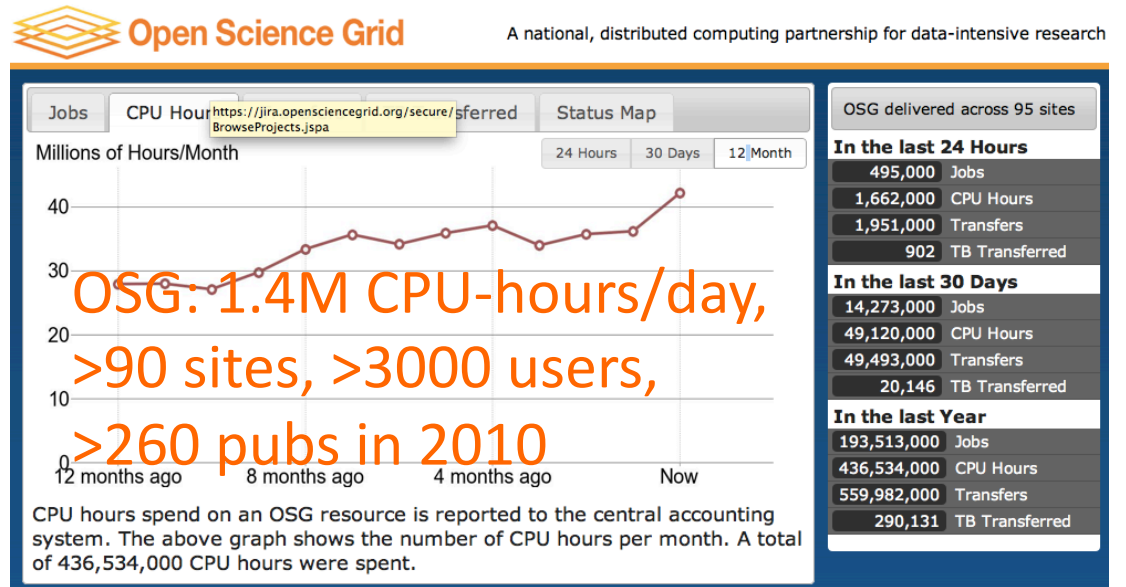 Open Science Grid
A national, distributed computing partnership for data-intensive research
Jobs
CPU Hour
https://jira.opensciencegrid.org/secure/
BrowseProjects.jspa
sferred
Status Map
Millions of Hours/Month
24 Hours
30 Days
12 Month
40
30
20
10
0
12 months ago
8 months ago
4 months ago
Now
OSG: 1.4M CPU-hours/day,
>90 sites, >3000 users,
>260 pubs in 2010
CPU hours spend on an OSG resource is reported to the central accounting
system. The above graph shows the number of CPU hours per month. A total
of 436,534,000 CPU hours were spent.
OSG delivered across 95 sites
In the last 24 Hours
495,000 Jobs
1,662,000 CPU Hours
1,951,000 Transfers
902 TB Transferred
In the last 30 Days
14,273,000 Jobs
49,120,000 CPU Hours
49,493,000 Transfers
20,146 TB Transferred
In the last Year
193,513,000 Jobs
436,534,000 CPU Hours
559,982,000 Transfers
290,131 TB Transferred